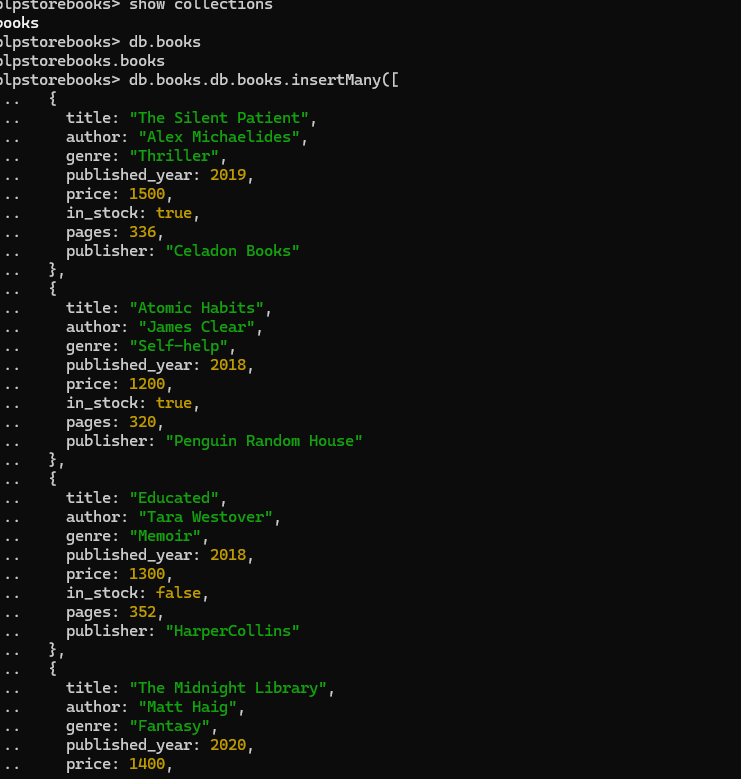 plpstorebooks> show collections
books
plpstorebooks> db.books
plpstorebooks.books
plpstorebooks> db.books.db.books.insertMany([
..   {
..     title: "The Silent Patient",
..     author: "Alex Michaelides",
..     genre: "Thriller",
..     published_year: 2019,
..     price: 1500,
..     in_stock: true,
..     pages: 336,
..     publisher: "Celadon Books"
..   },
..   {
..     title: "Atomic Habits",
..     author: "James Clear",
..     genre: "Self-help",
..     published_year: 2018,
..     price: 1200,
..     in_stock: true,
..     pages: 320,
..     publisher: "Penguin Random House"
..   },
..   {
..     title: "Educated",
..     author: "Tara Westover",
..     genre: "Memoir",
..     published_year: 2018,
..     price: 1300,
..     in_stock: false,
..     pages: 352,
..     publisher: "HarperCollins"
..   },
..   {
..     title: "The Midnight Library",
..     author: "Matt Haig",
..     genre: "Fantasy",
..     published_year: 2020,
..     price: 1400,